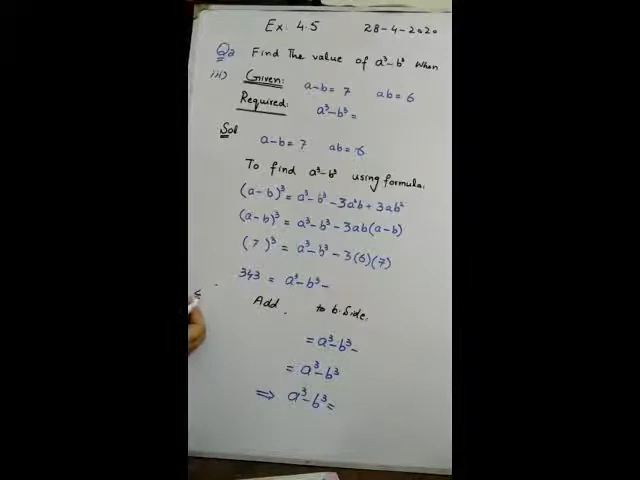 Ex. 4.5 28-4-2020
Q2 Find The value of a³-b³ when
iii) Given: a-b = 7 ab = 6
Required: a³-b³ =
Sol
a-b = 7 ab = 6
To find a³-b³ using formula.
(a-b)³ = a³-b³-3a²b+3ab²
(a-b)³ = a³-b³-3ab(a-b)
(7)³ = a³-b³-3(6)(7)
343 = a³-b³-
Add to b.side.
= a³-b³-
= a³-b³
⇒ a³-b³=